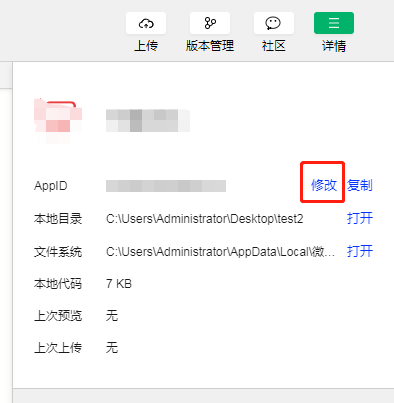 上传 版本管理 社区 详情
AppID 修改 复制
本地目录 C:\Users\Administrator\Desktop\test2 打开
文件系统 C:\Users\Administrator\AppData\Local\微... 打开
本地代码 7 KB
上次预览 无
上次上传 无